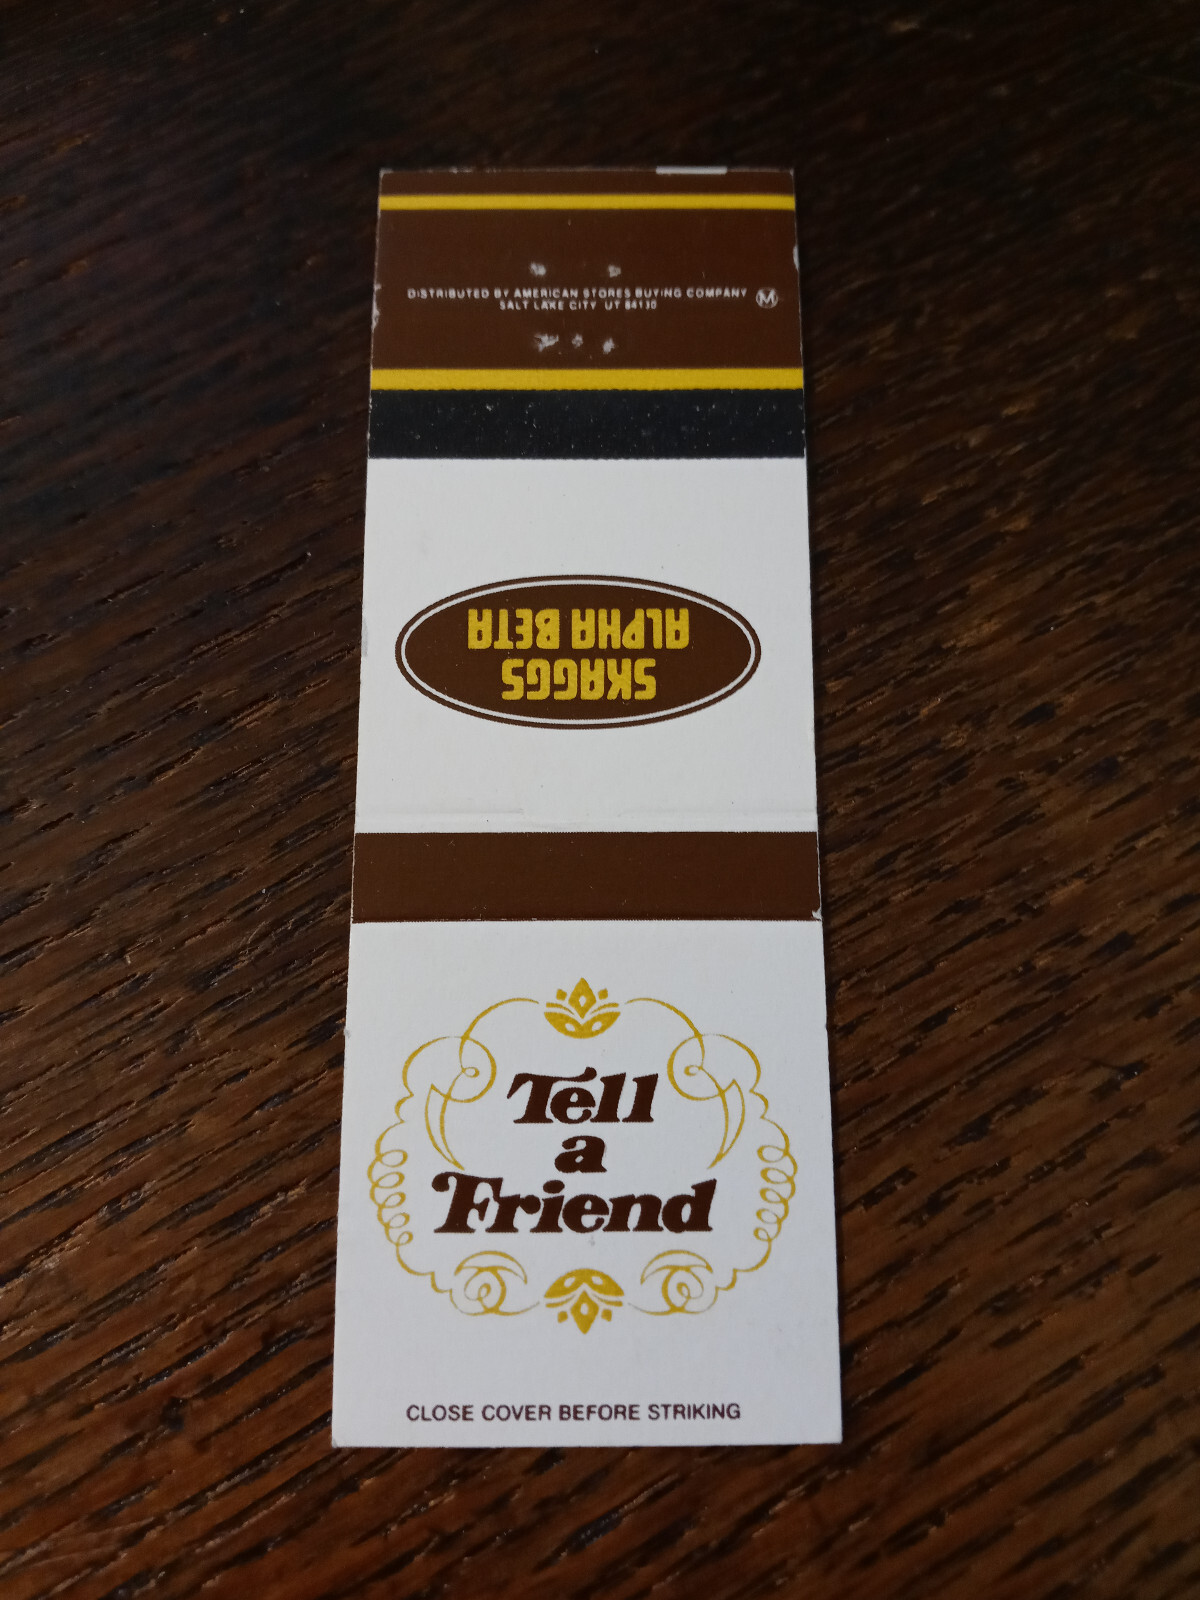 DISTRIBUTED BY AMERICAN STORES BUYING COMPANY M
SALT LAKE CITY UT 84130
SKAGGS
ALPHA BETA
Tell
a
Friend
CLOSE COVER BEFORE STRIKING